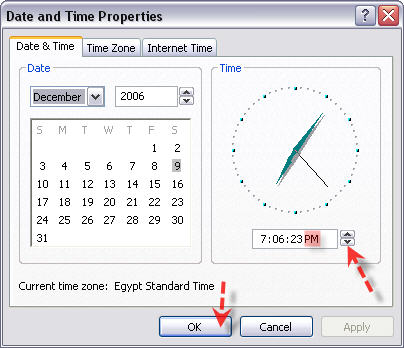 Date and Time Properties
Date & Time Time Zone Internet Time
Date
December 2006
S M T W T F S
1 2
3 4 5 6 7 8 9
10 11 12 13 14 15 16
17 18 19 20 21 22 23
24 25 26 27 28 29 30
31
Time
7:06:23 PM
Current time zone: Egypt Standard Time
OK Cancel Apply